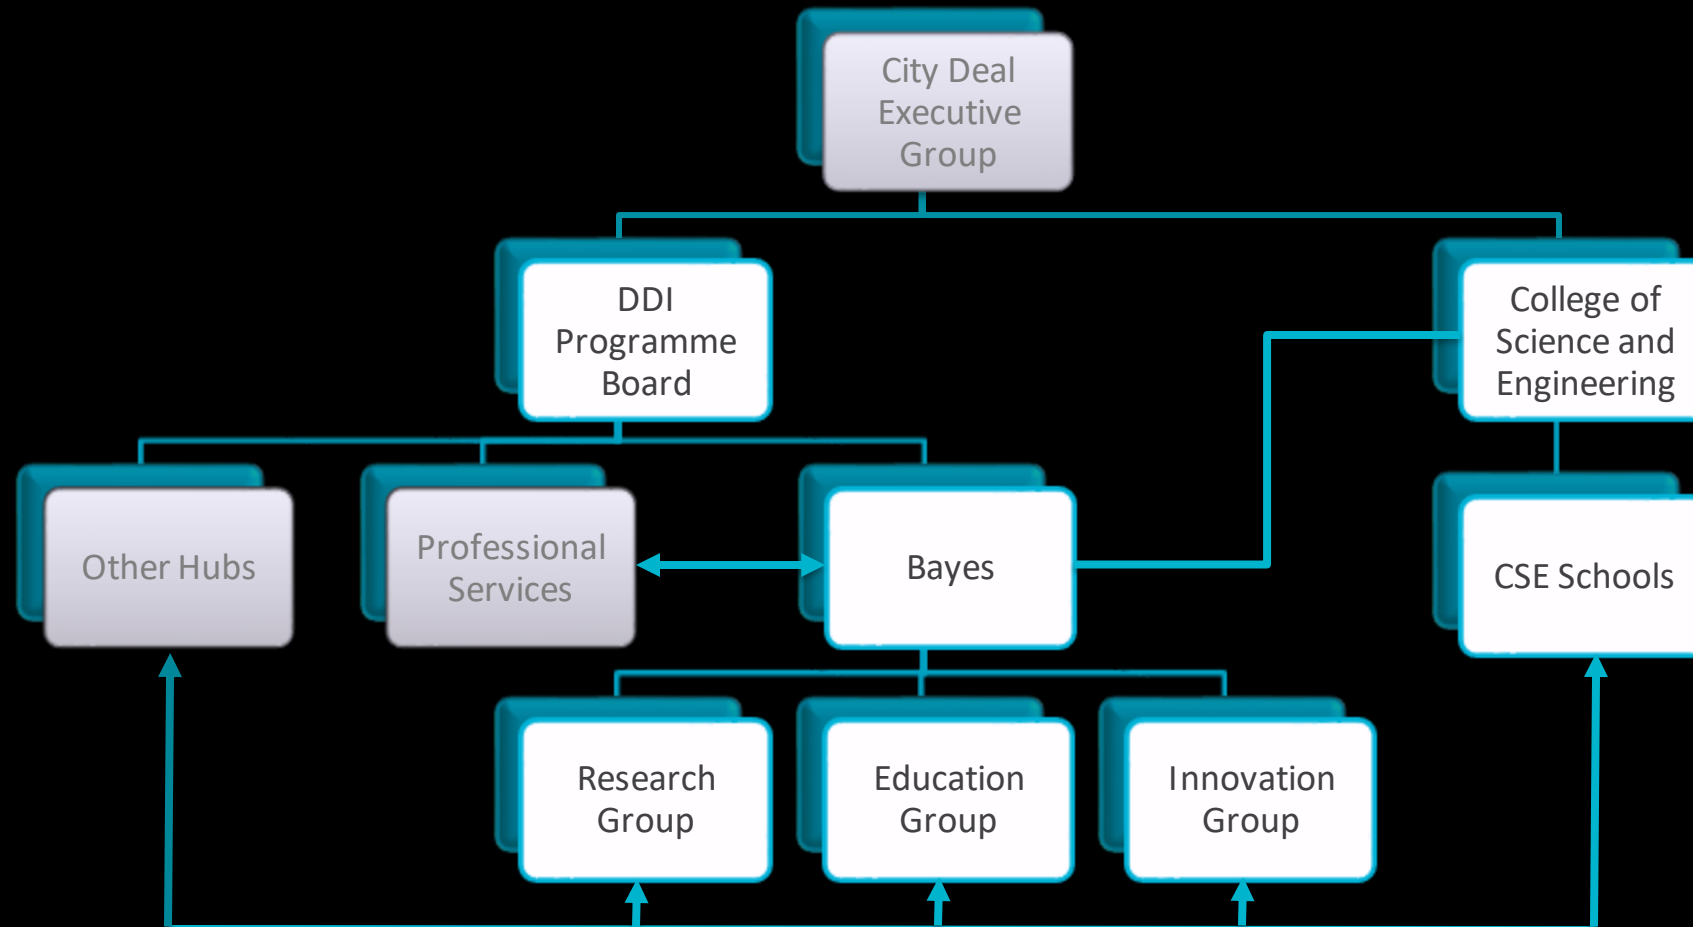 City Deal
Executive
Group
DDI
Programme
Board
College of
Science and
Engineering
Other Hubs
Professional
Services
Bayes
CSE Schools
Research
Group
Education
Group
Innovation
Group